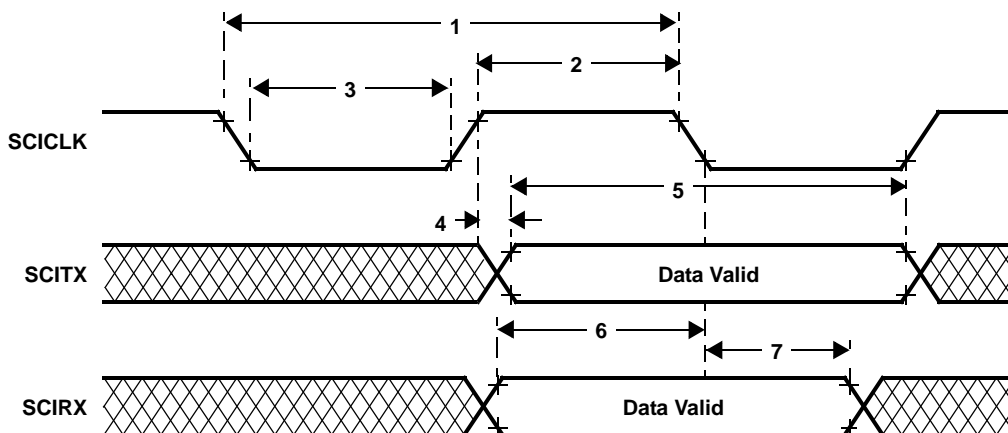 1
2
3
SCICLK
5
4
SCITX Data Valid
6
7
SCIRX Data Valid